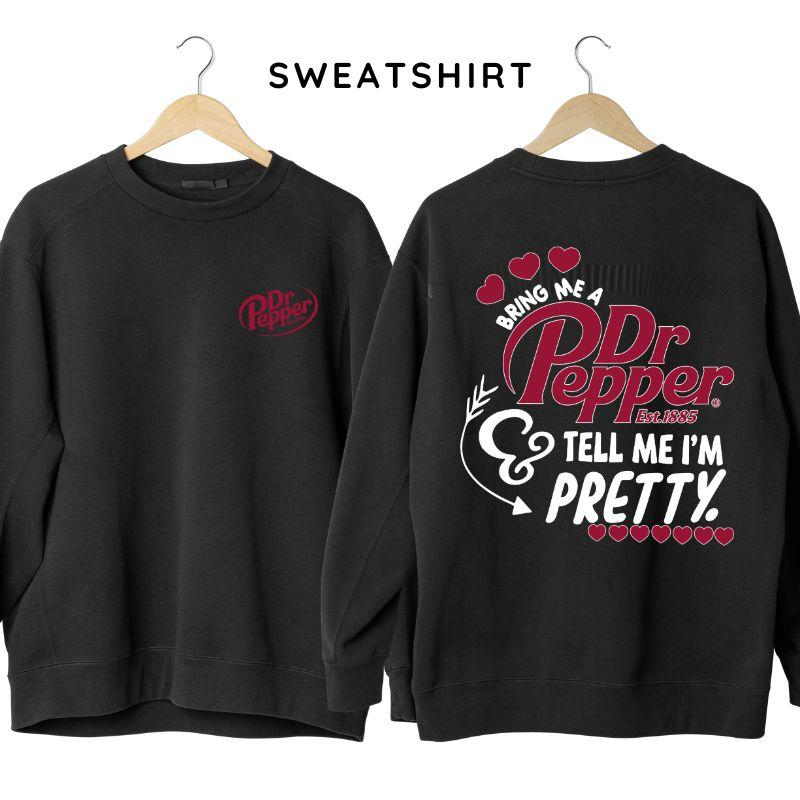 SWEATSHIRT
Dr
Pepper
BRING ME A
Dr
Pepper
®
Est.1885
& TELL ME I'M
PRETTY.